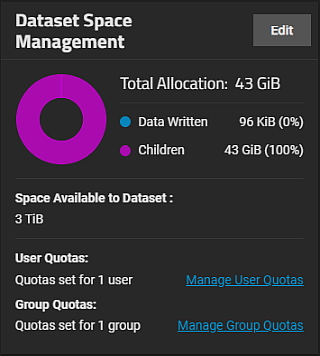 Dataset Space
Management
Edit
Total Allocation: 43 GiB
Data Written 96 KiB (0%)
Children 43 GiB (100%)
Space Available to Dataset :
3 TiB
User Quotas:
Quotas set for 1 user Manage User Quotas
Group Quotas:
Quotas set for 1 group Manage Group Quotas